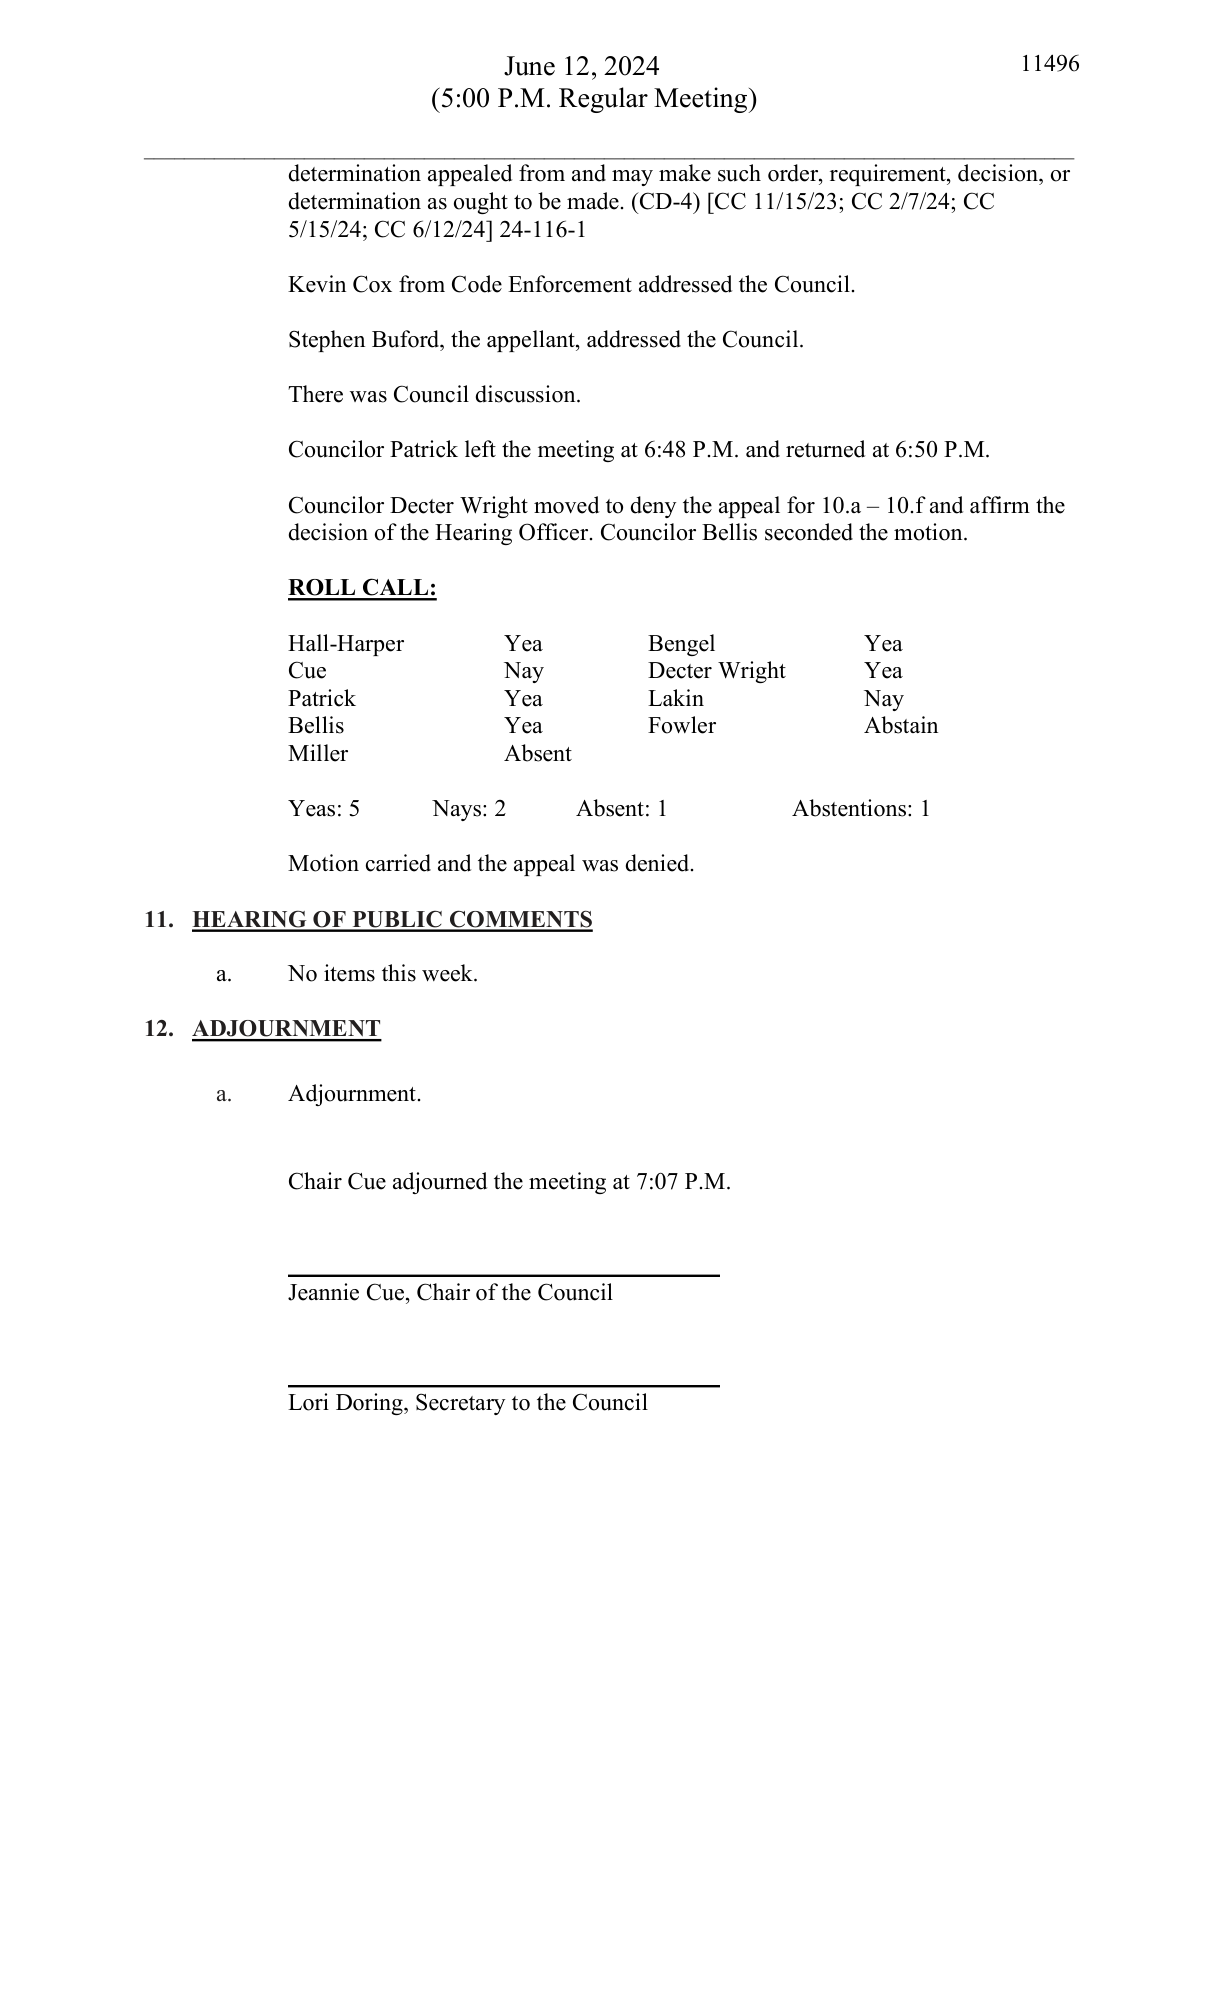 June 12, 2024 11496
(5:00 P.M. Regular Meeting)
determination appealed from and may make such order, requirement, decision, or
determination as ought to be made. (CD-4) [CC 11/15/23; CC 2/7/24; CC
5/15/24; CC 6/12/24] 24-116-1
Kevin Cox from Code Enforcement addressed the Council.
Stephen Buford, the appellant, addressed the Council.
There was Council discussion.
Councilor Patrick left the meeting at 6:48 P.M. and returned at 6:50 P.M.
Councilor Decter Wright moved to deny the appeal for 10.a – 10.f and affirm the
decision of the Hearing Officer. Councilor Bellis seconded the motion.
ROLL CALL:
Hall-Harper Yea Bengel Yea
Cue Nay Decter Wright Yea
Patrick Yea Lakin Nay
Bellis Yea Fowler Abstain
Miller Absent
Yeas: 5 Nays: 2 Absent: 1 Abstentions: 1
Motion carried and the appeal was denied.
11. HEARING OF PUBLIC COMMENTS
a. No items this week.
12. ADJOURNMENT
a. Adjournment.
Chair Cue adjourned the meeting at 7:07 P.M.
Jeannie Cue, Chair of the Council
Lori Doring, Secretary to the Council